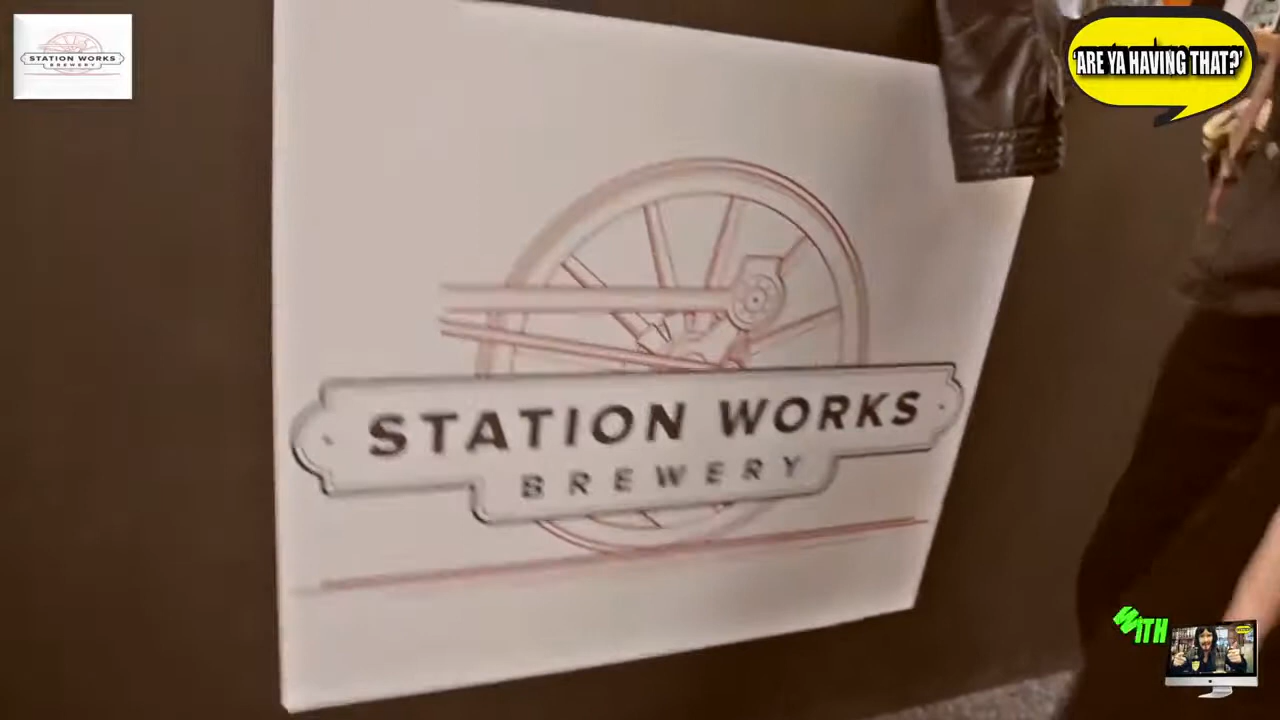 STATION WORKS
BREWERY
'ARE YA HAVING THAT?'
STATION WORKS
BREWERY
WITH